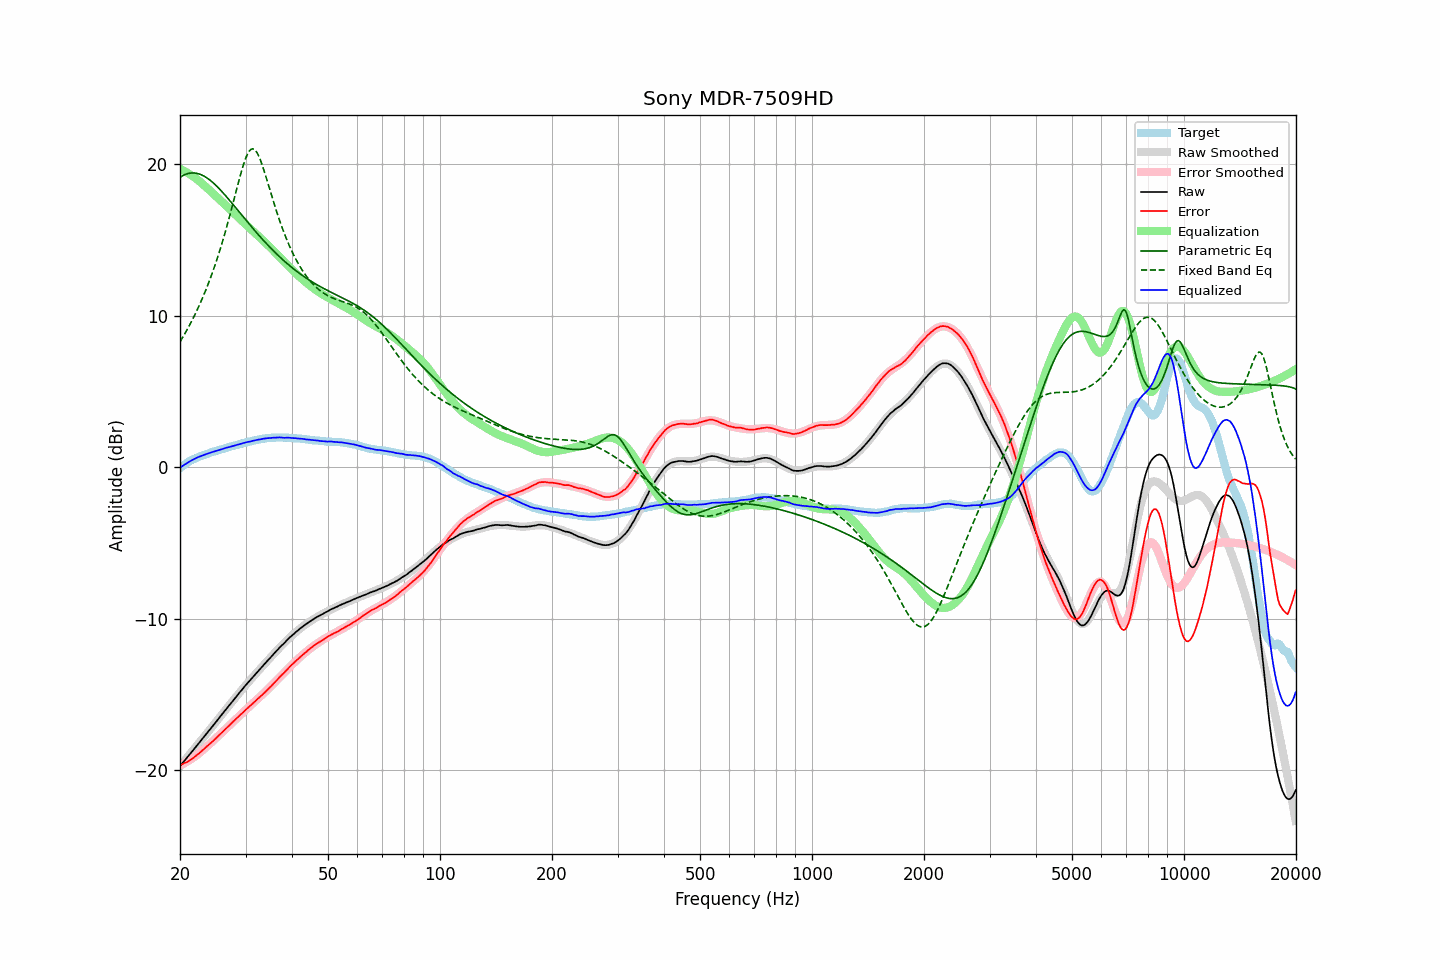 Sony MDR-7509HD
Target
Raw Smoothed
Error Smoothed
Raw
Error
Equalization
Parametric Eq
Fixed Band Eq
Equalized
Amplitude (dBr)
20
10
0
−10
−20
20 50 100 200 500 1000 2000 5000 10000 20000
Frequency (Hz)